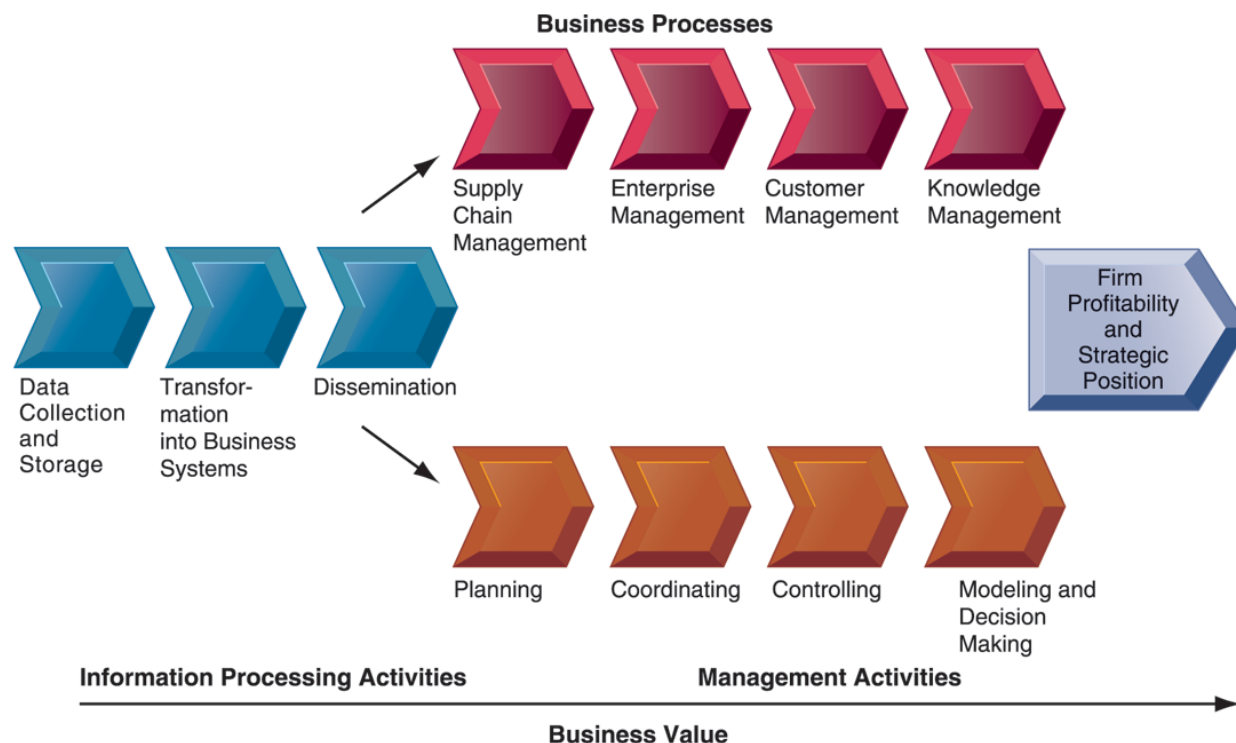 Business Processes
Supply
Chain
Management
Enterprise
Management
Customer
Management
Knowledge
Management
Data
Collection
and
Storage
Transfor-
mation
into Business
Systems
Dissemination
Firm
Profitability
and
Strategic
Position
Planning
Coordinating
Controlling
Modeling and
Decision
Making
Information Processing Activities
Management Activities
Business Value